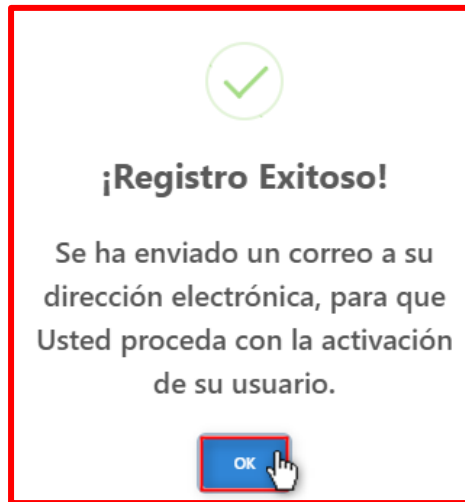 ¡Registro Exitoso!
Se ha enviado un correo a su
dirección electrónica, para que
Usted proceda con la activación
de su usuario.
OK